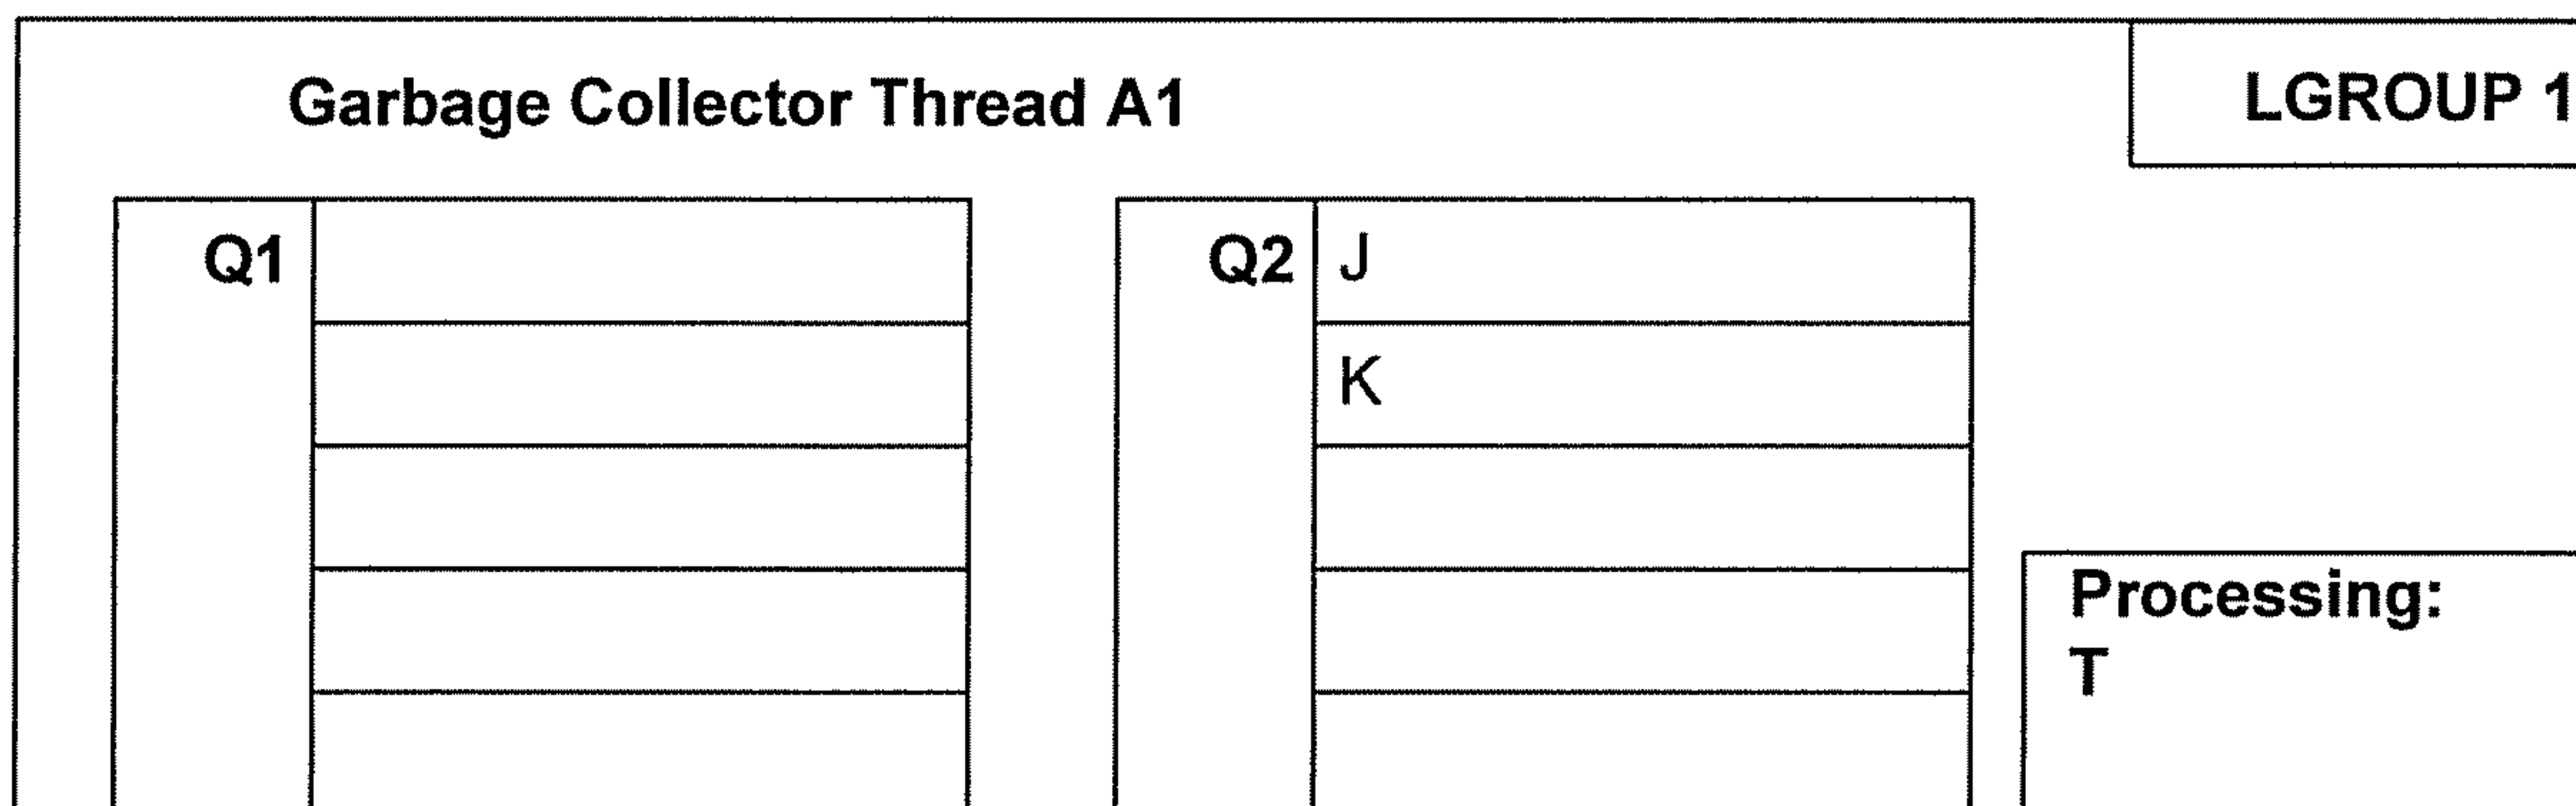 Garbage Collector Thread A1
LGROUP 1
Q1
Q2
J
K
Processing:
T